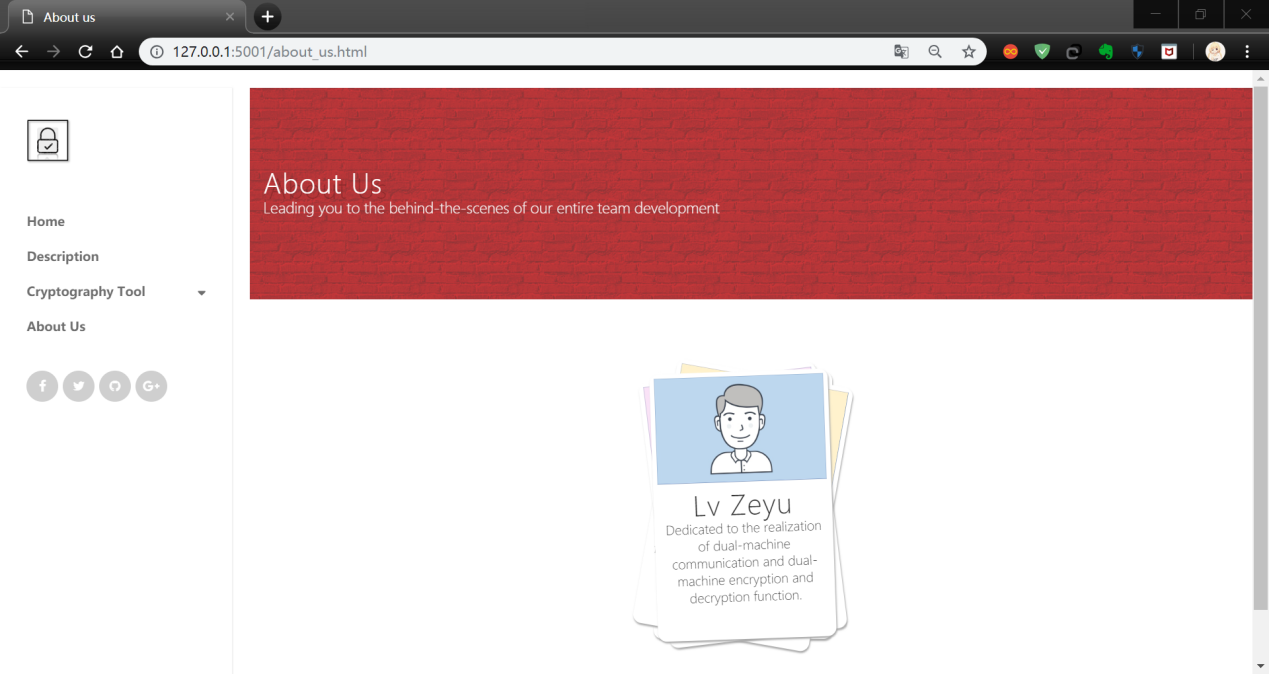 About us
127.0.0.1:5001/about_us.html
About Us
Leading you to the behind-the-scenes of our entire team development
Home
Description
Cryptography Tool
About Us
G+
Lv Zeyu
Dedicated to the realization
of dual-machine
communication and dual-
machine encryption and
decryption function.